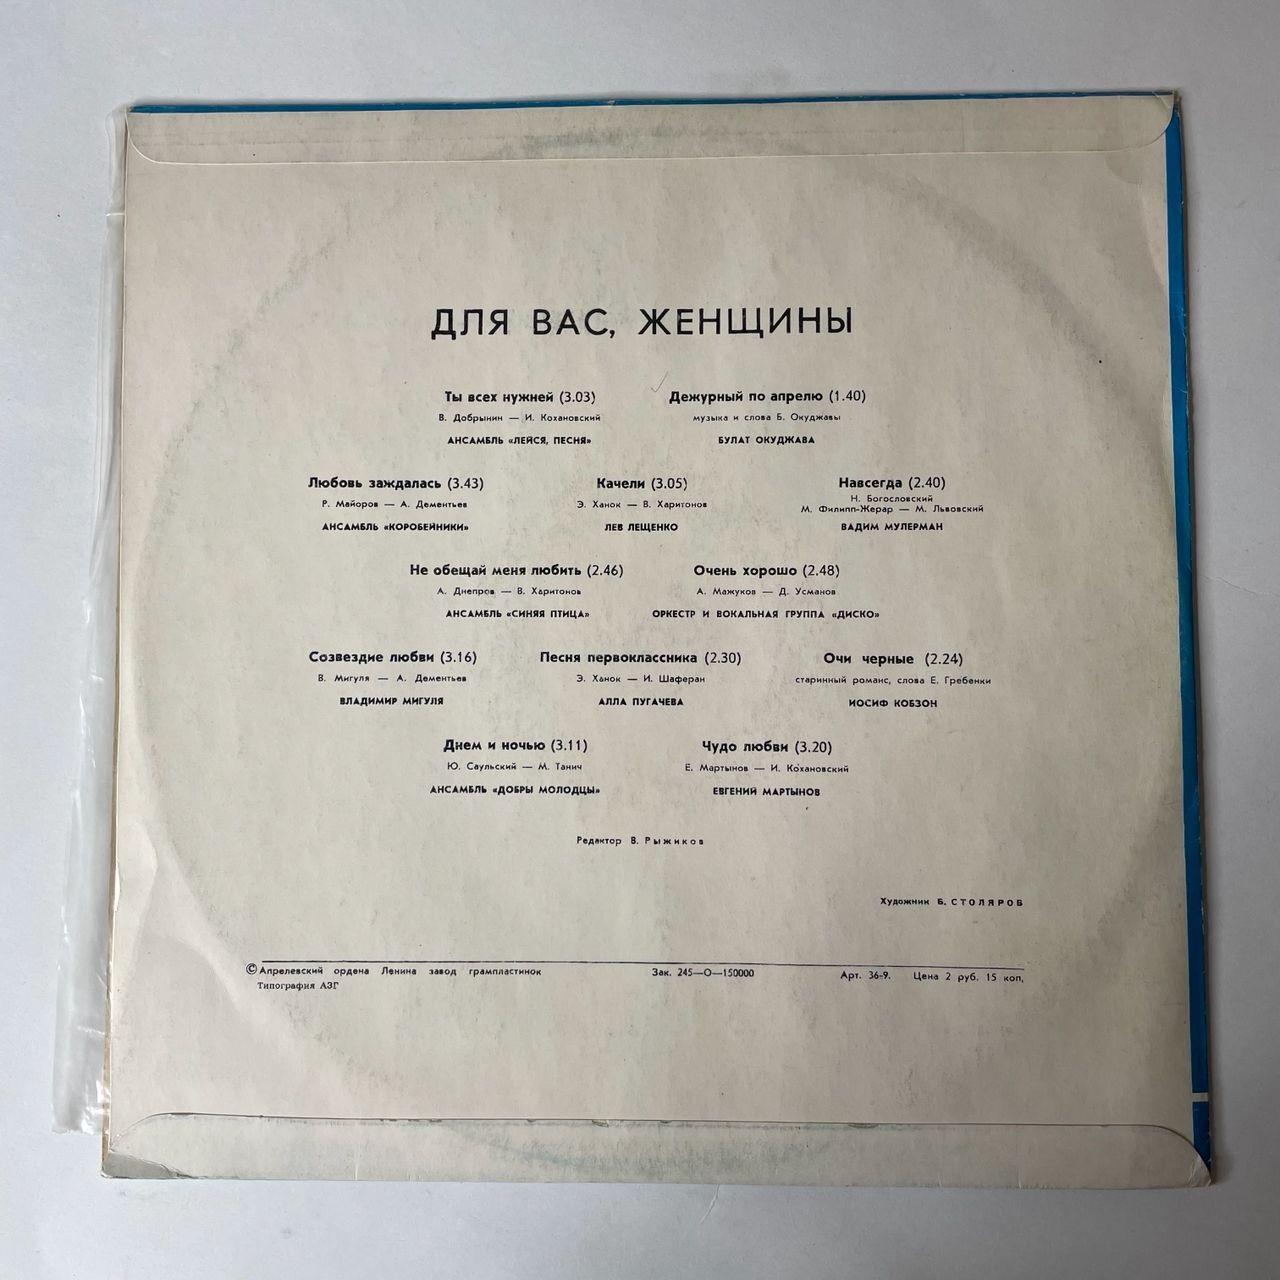 ДЛЯ ВАС, ЖЕНЩИНЫ
Ты всех нужней (3.03)
В. Добрынин — И. Кохановский
АНСАМБЛЬ «ЛЕЙСЯ, ПЕСНЯ»
Дежурный по апрелю (1.40)
музыка и слова Б. Окуджавы
БУЛАТ ОКУДЖАВА
Любовь заждалась (3.43)
Р. Майоров — А. Дементьев
АНСАМБЛЬ «КОРОБЕЙНИКИ»
Качели (3.05)
Э. Ханок — В. Харитонов
ЛЕВ ЛЕЩЕНКО
Навсегда (2.40)
Н. Богословский
М. Филипп-Жерар — М. Львовский
ВАДИМ МУЛЕРМАН
Не обещай меня любить (2.46)
А. Днепров — В. Харитонов
АНСАМБЛЬ «СИНЯЯ ПТИЦА»
Очень хорошо (2.48)
А. Мажуков — Д. Усманов
ОРКЕСТР И ВОКАЛЬНАЯ ГРУППА «ДИСКО»
Созвездие любви (3.16)
В. Мигуля — А. Дементьев
ВЛАДИМИР МИГУЛЯ
Песня первоклассника (2.30)
Э. Ханок — И. Шаферан
АЛЛА ПУГАЧЕВА
Очи черные (2.24)
старинный романс, слова Е. Гребенки
ИОСИФ КОБЗОН
Днем и ночью (3.11)
Ю. Саульский — М. Танич
АНСАМБЛЬ «ДОБРЫ МОЛОДЦЫ»
Чудо любви (3.20)
Е. Мартынов — И. Кохановский
ЕВГЕНИЙ МАРТЫНОВ
Редактор В. Рыжиков
Художник Б. СТОЛЯРОВ
© Апрелевский ордена Ленина завод грампластинок
Типография АЗГ
Зак. 245—О—150000
Арт. 36-9. Цена 2 руб. 15 коп,